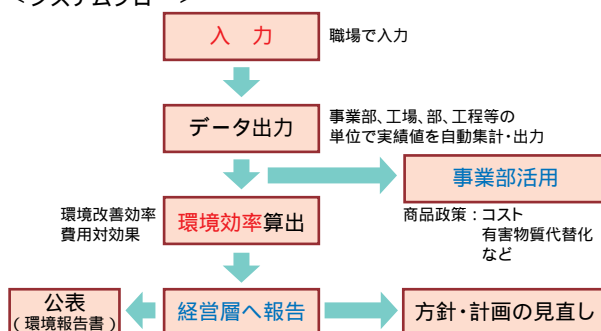 入 力
職場で入力
データ出力
事業部、工場、部、工程等の
単位で実績値を自動集計・出力
事業部活用
環境改善効率
費用対効果
環境効率算出
商品政策：コスト
有害物質代替化
など
公表
（環境報告書）
経営層へ報告
方針・計画の見直し